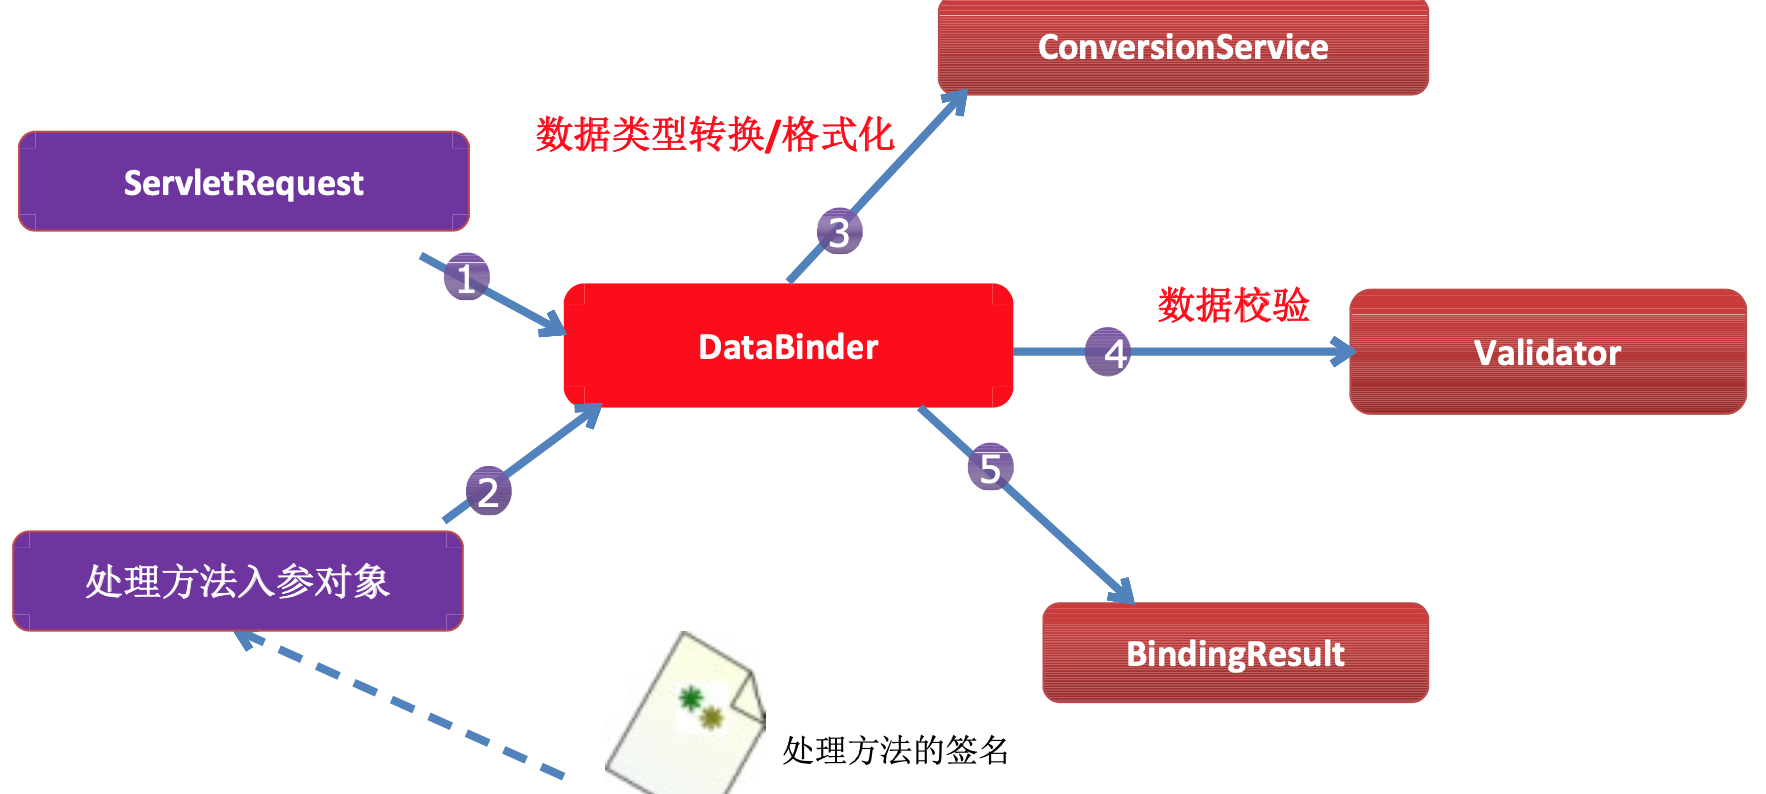 ConversionService
数据类型转换/格式化
ServletRequest
3
1
数据校验
DataBinder
4
Validator
5
2
处理方法入参对象
BindingResult
处理方法的签名